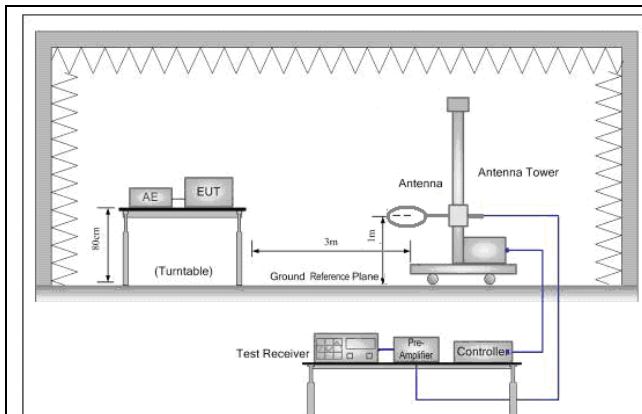 Antenna Tower
Antenna
AE
EUT
80cm
3m
1m
(Turntable)
Ground Reference Plane
Test Receiver
Pre-
Amplifier
Controller